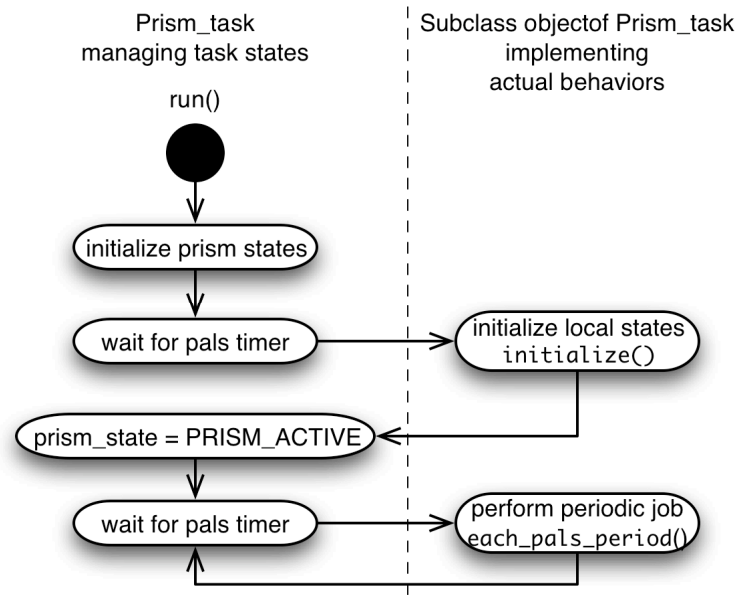 Prism_task
managing task states
Subclass objectof Prism_task
implementing
actual behaviors
run()
initialize prism states
wait for pals timer
initialize local states
initialize()
prism_state = PRISM_ACTIVE
wait for pals timer
perform periodic job
each_pals_period()